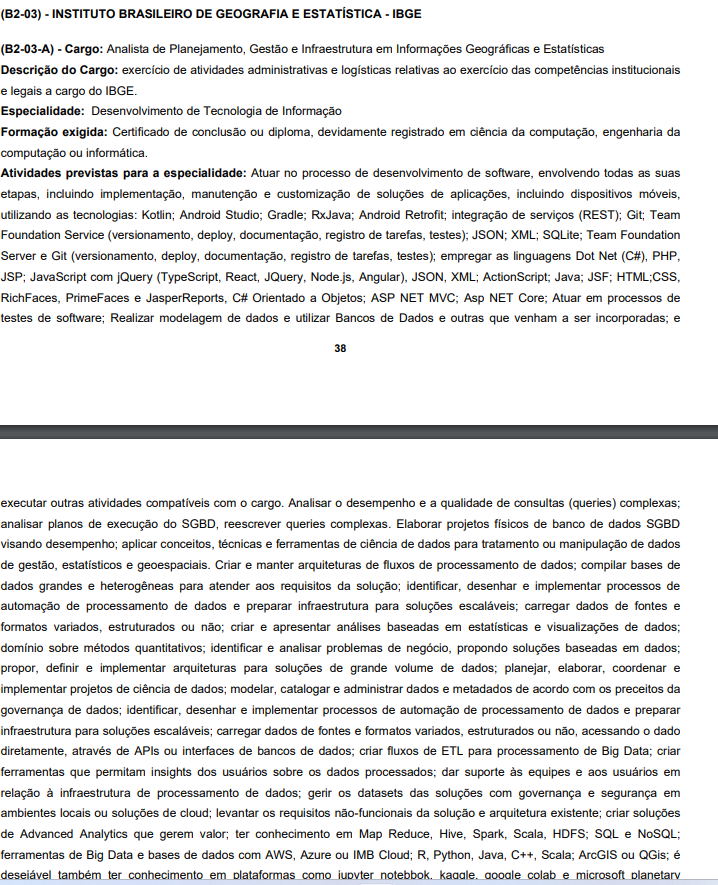 (B2-03) - INSTITUTO BRASILEIRO DE GEOGRAFIA E ESTATÍSTICA - IBGE
(B2-03-A) - Cargo: Analista de Planejamento, Gestão e Infraestrutura em Informações Geográficas e Estatísticas
Descrição do Cargo: exercício de atividades administrativas e logísticas relativas ao exercício das competências institucionais
e legais a cargo do IBGE.
Especialidade: Desenvolvimento de Tecnologia de Informação
Formação exigida: Certificado de conclusão ou diploma, devidamente registrado em ciência da computação, engenharia da
computação ou informática.
Atividades previstas para a especialidade: Atuar no processo de desenvolvimento de software, envolvendo todas as suas
etapas, incluindo implementação, manutenção e customização de soluções de aplicações, incluindo dispositivos móveis,
utilizando as tecnologias: Kotlin; Android Studio; Gradle; RxJava; Android Retrofit; integração de serviços (REST); Git; Team
Foundation Service (versionamento, deploy, documentação, registro de tarefas, testes); JSON; XML; SQLite; Team Foundation
Server e Git (versionamento, deploy, documentação, registro de tarefas, testes); empregar as linguagens Dot Net (C#), PHP,
JSP; JavaScript com jQuery (TypeScript, React, JQuery, Node.js, Angular), JSON, XML; ActionScript; Java; JSF; HTML;CSS,
RichFaces, PrimeFaces e JasperReports, C# Orientado a Objetos; ASP NET MVC; Asp NET Core; Atuar em processos de
testes de software; Realizar modelagem de dados e utilizar Bancos de Dados e outras que venham a ser incorporadas; e
38
executar outras atividades compatíveis com o cargo. Analisar o desempenho e a qualidade de consultas (queries) complexas;
analisar planos de execução do SGBD, reescrever queries complexas. Elaborar projetos físicos de banco de dados SGBD
visando desempenho; aplicar conceitos, técnicas e ferramentas de ciência de dados para tratamento ou manipulação de dados
de gestão, estatísticos e geoespaciais. Criar e manter arquiteturas de fluxos de processamento de dados; compilar bases de
dados grandes e heterogêneas para atender aos requisitos da solução; identificar, desenhar e implementar processos de
automação de processamento de dados e preparar infraestrutura para soluções escaláveis; carregar dados de fontes e
formatos variados, estruturados ou não; criar e apresentar análises baseadas em estatísticas e visualizações de dados;
domínio sobre métodos quantitativos; identificar e analisar problemas de negócio, propondo soluções baseadas em dados;
propor, definir e implementar arquiteturas para soluções de grande volume de dados; planejar, elaborar, coordenar e
implementar projetos de ciência de dados; modelar, catalogar e administrar dados e metadados de acordo com os preceitos da
governança de dados; identificar, desenhar e implementar processos de automação de processamento de dados e preparar
infraestrutura para soluções escaláveis; carregar dados de fontes e formatos variados, estruturados ou não, acessando o dado
diretamente, através de APIs ou interfaces de bancos de dados; criar fluxos de ETL para processamento de Big Data; criar
ferramentas que permitam insights dos usuários sobre os dados processados; dar suporte às equipes e aos usuários em
relação à infraestrutura de processamento de dados; gerir os datasets das soluções com governança e segurança em
ambientes locais ou soluções de cloud; levantar os requisitos não-funcionais da solução e arquitetura existente; criar soluções
de Advanced Analytics que gerem valor; ter conhecimento em Map Reduce, Hive, Spark, Scala, HDFS; SQL e NoSQL;
ferramentas de Big Data e bases de dados com AWS, Azure ou IMB Cloud; R, Python, Java, C++, Scala; ArcGIS ou QGis; é
desejável também ter conhecimento em plataformas como jupyter notebbok, kaggle, google colab e microsoft planetary